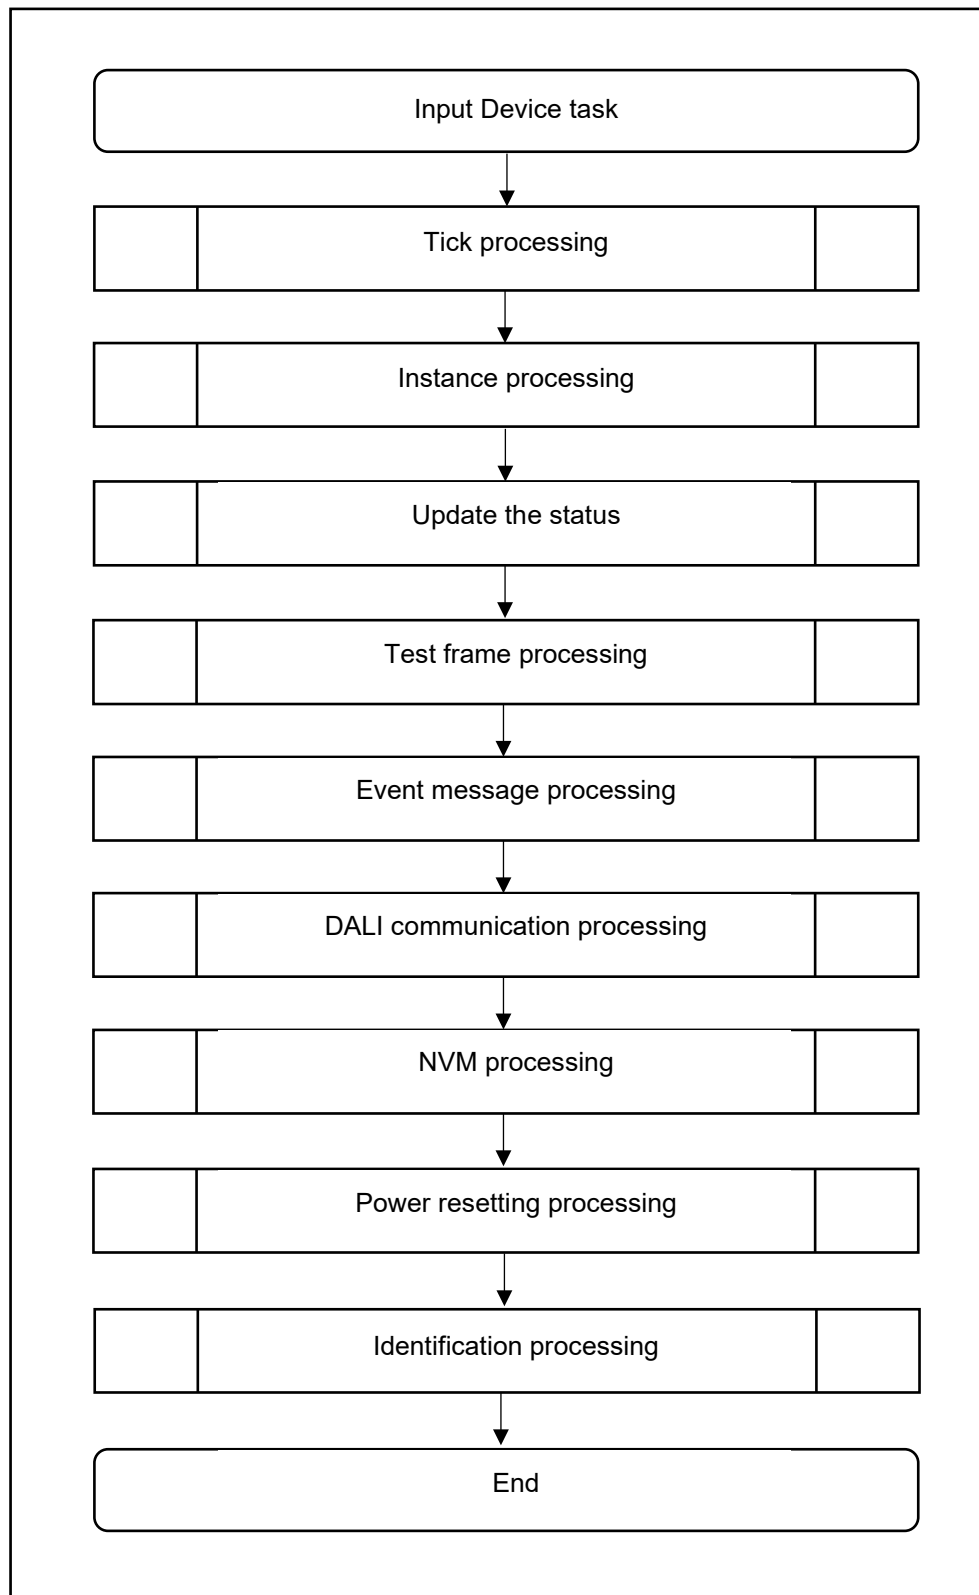 Input Device task
Tick processing
Instance processing
Update the status
Test frame processing
Event message processing
DALI communication processing
NVM processing
Power resetting processing
Identification processing
End